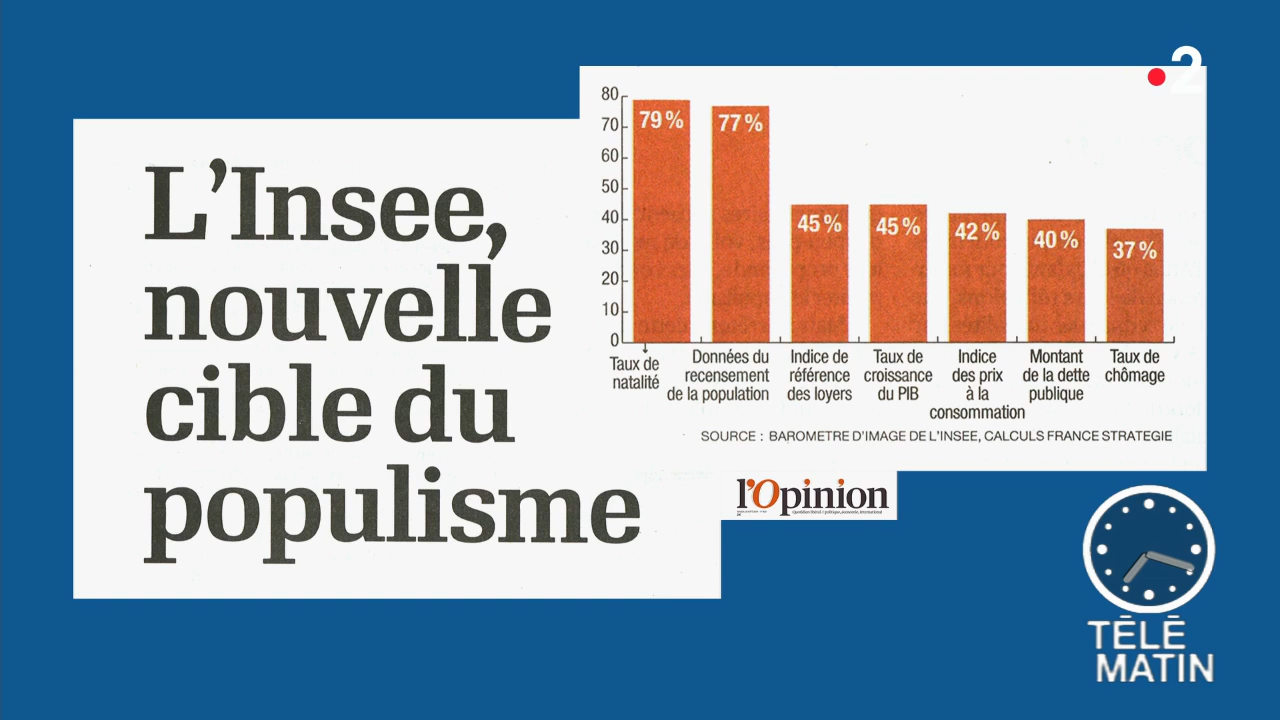 2
L'Insee,
nouvelle
cible du
populisme
80
70
60
50
40
30
20
10
0
79 %
77 %
45 %
45 %
42 %
40 %
37 %
Taux de
natalité
Données du
recensement
de la population
Indice de
référence
des loyers
Taux de
croissance
du PIB
Indice
des prix
à la
consommation
Montant
de la dette
publique
Taux de
chômage
SOURCE : BAROMETRE D'IMAGE DE L'INSEE, CALCULS FRANCE STRATEGIE
l'Opinion
TÉLÉ
MATIN